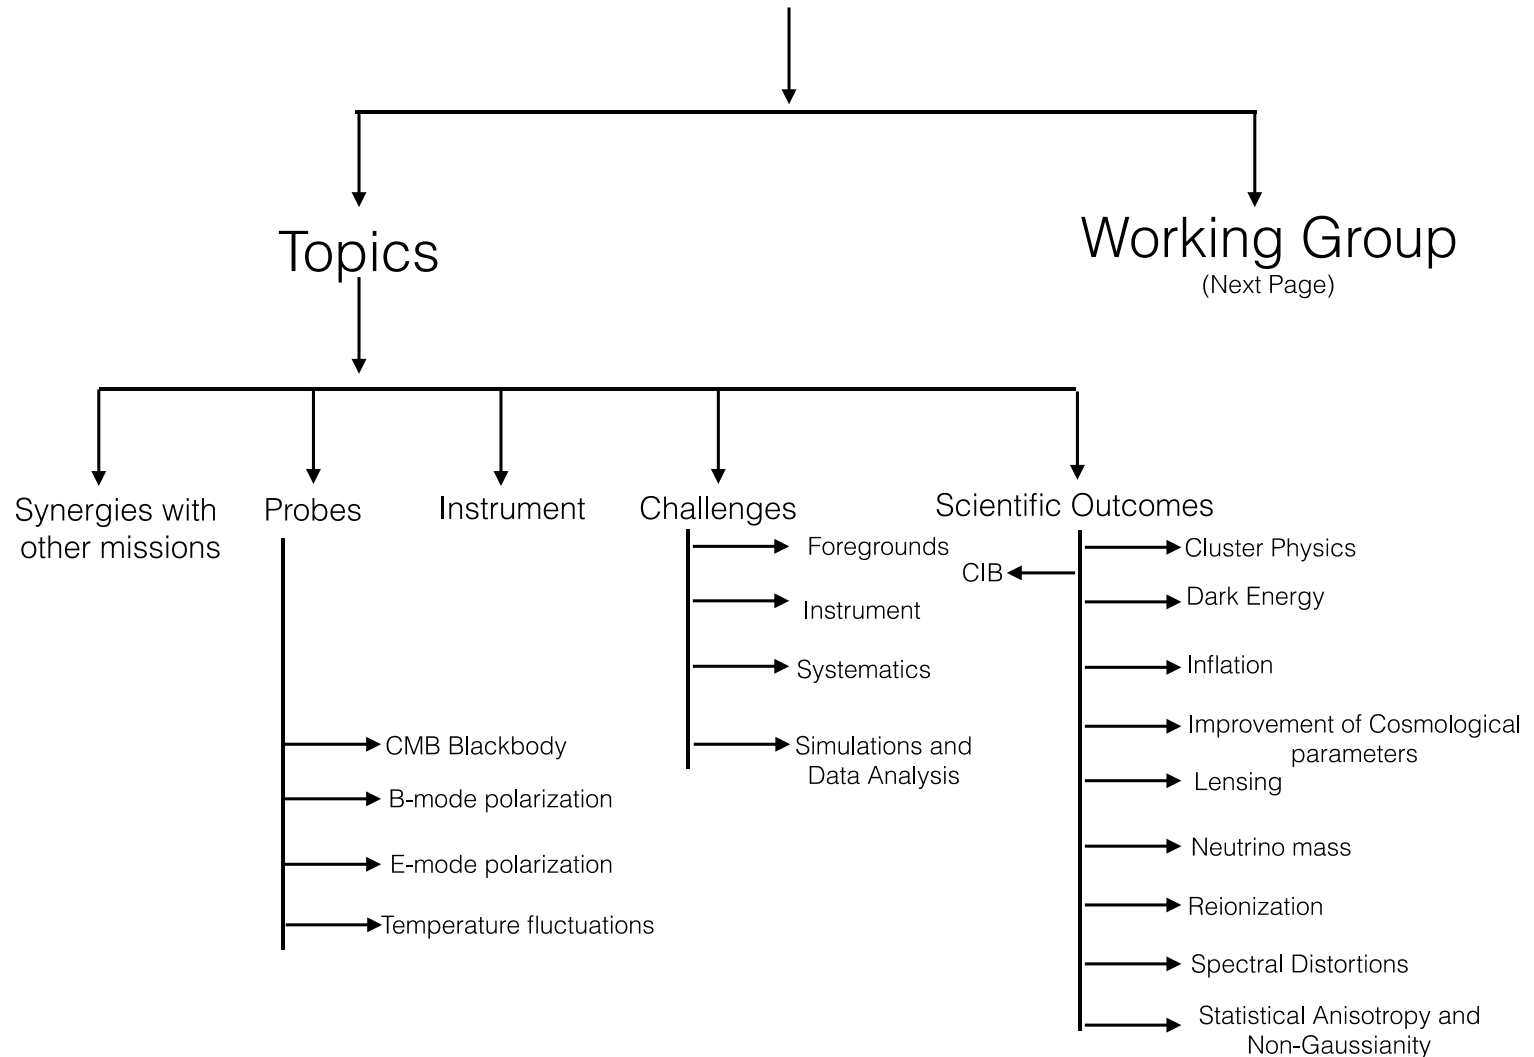 Topics
Working Group
(Next Page)
Synergies with
other missions
Probes
Instrument
Challenges
Scientific Outcomes
CMB Blackbody
B-mode polarization
E-mode polarization
Temperature fluctuations
Foregrounds
Instrument
Systematics
Simulations and
Data Analysis
CIB
Cluster Physics
Dark Energy
Inflation
Improvement of Cosmological
parameters
Lensing
Neutrino mass
Reionization
Spectral Distortions
Statistical Anisotropy and
Non-Gaussianity